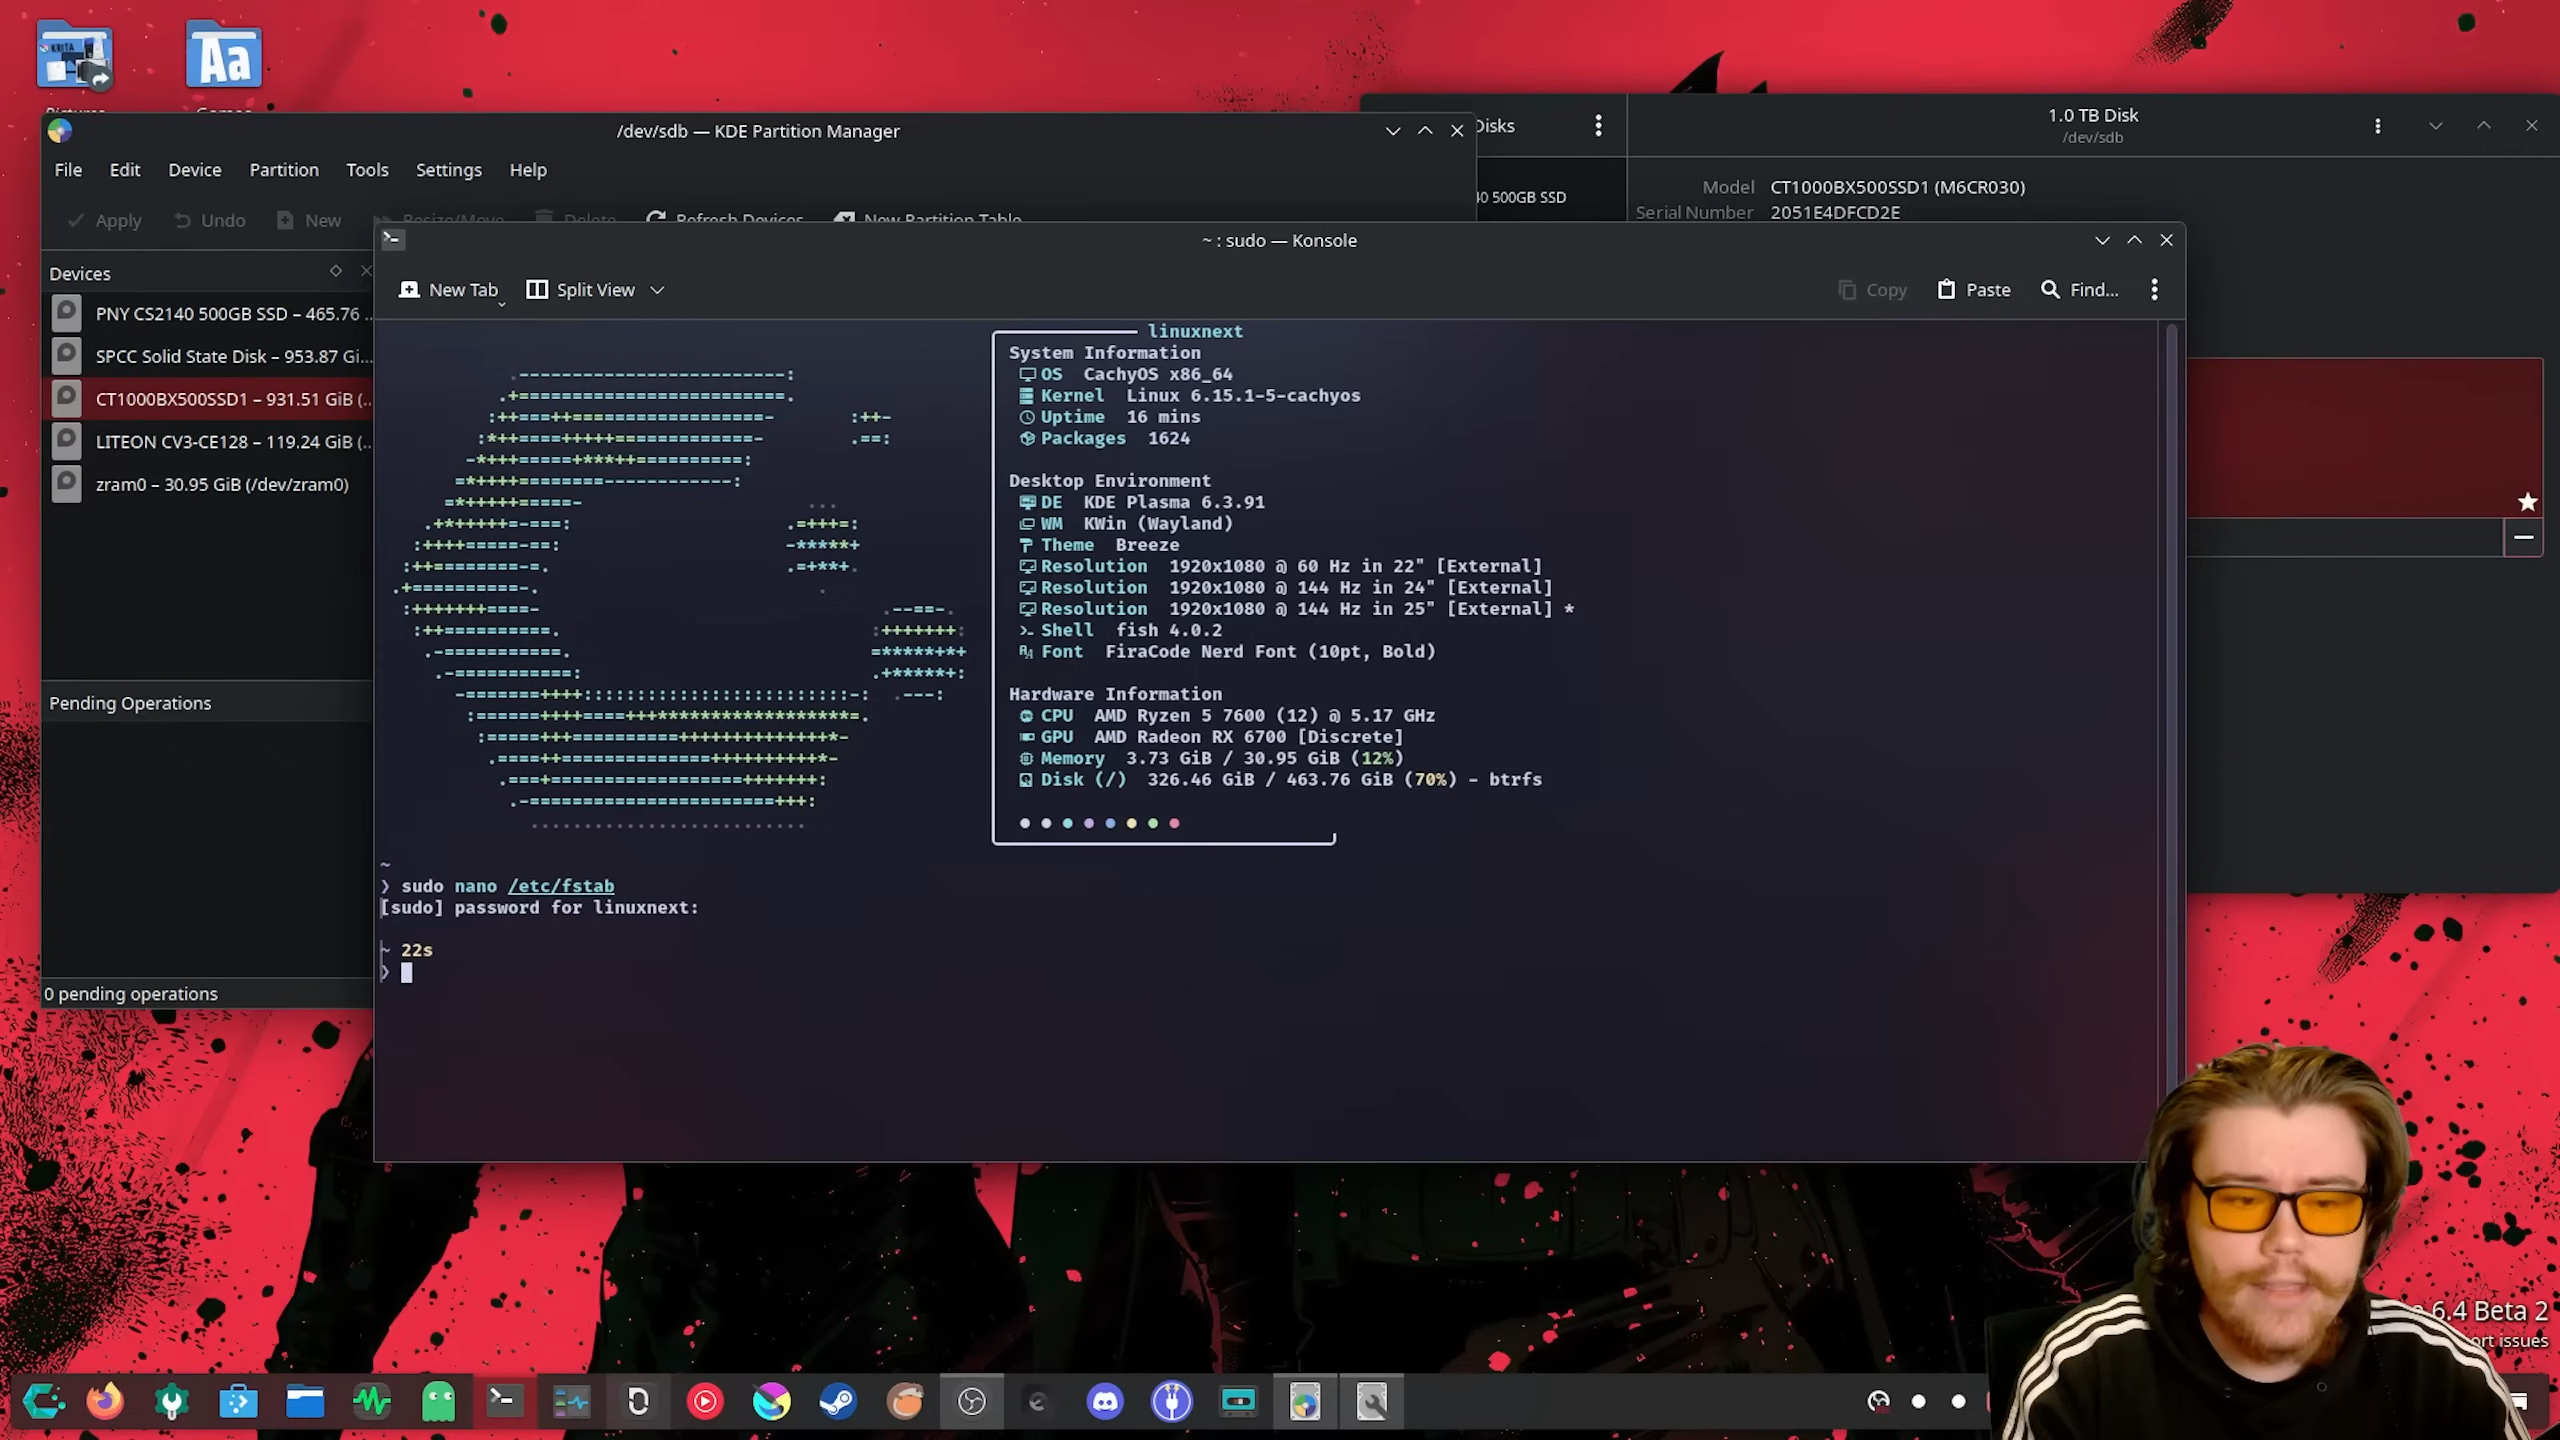 Aa
/dev/sdb — KDE Partition Manager
File Edit Device Partition Tools Settings Help
Apply Undo New Resize/Move Delete Refresh Devices New Partition Table
Devices
PNY CS2140 500GB SSD – 465.76 ...
SPCC Solid State Disk – 953.87 Gi...
CT1000BX500SSD1 – 931.51 GiB (...
LITEON CV3-CE128 – 119.24 GiB (...
zram0 – 30.95 GiB (/dev/zram0)
Pending Operations
0 pending operations
Disks
500GB SSD
1.0 TB Disk
/dev/sdb
Model CT1000BX500SSD1 (M6CR030)
Serial Number 2051E4DFCD2E
~ : sudo — Konsole
New Tab Split View Copy Paste Find...
linuxnext
System Information
OS CachyOS x86_64
Kernel Linux 6.15.1-5-cachyos
Uptime 16 mins
Packages 1624
Desktop Environment
DE KDE Plasma 6.3.91
WM KWin (Wayland)
Theme Breeze
Resolution 1920x1080 @ 60 Hz in 22" [External]
Resolution 1920x1080 @ 144 Hz in 24" [External]
Resolution 1920x1080 @ 144 Hz in 25" [External] *
Shell fish 4.0.2
Font FiraCode Nerd Font (10pt, Bold)
Hardware Information
CPU AMD Ryzen 5 7600 (12) @ 5.17 GHz
GPU AMD Radeon RX 6700 [Discrete]
Memory 3.73 GiB / 30.95 GiB (12%)
Disk (/) 326.46 GiB / 463.76 GiB (70%) - btrfs
~
❯ sudo nano /etc/fstab
[sudo] password for linuxnext:
~ 22s
❯
6.4 Beta 2
issues